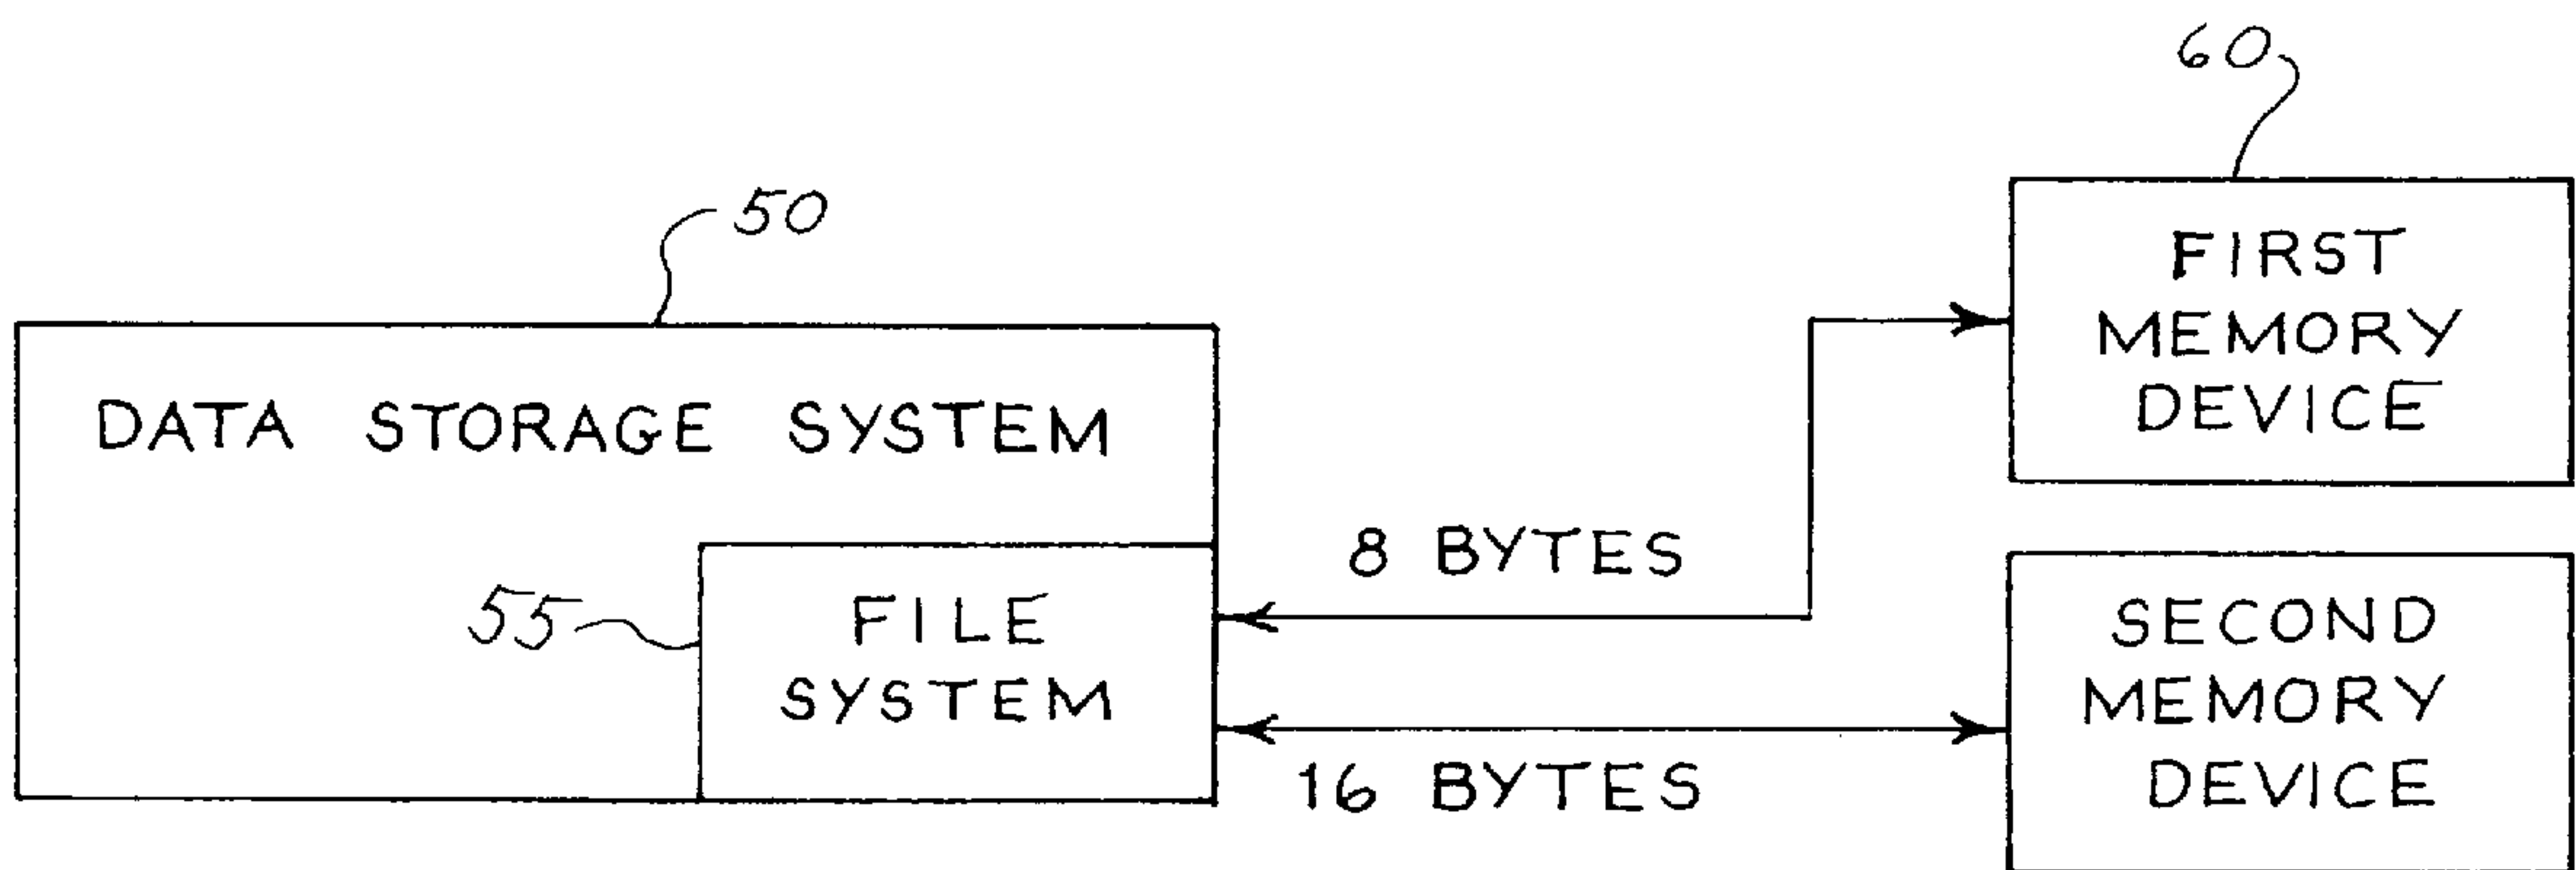 60
50
FIRST
MEMORY
DEVICE
DATA STORAGE SYSTEM
8 BYTES
55
FILE
SYSTEM
SECOND
MEMORY
DEVICE
16 BYTES